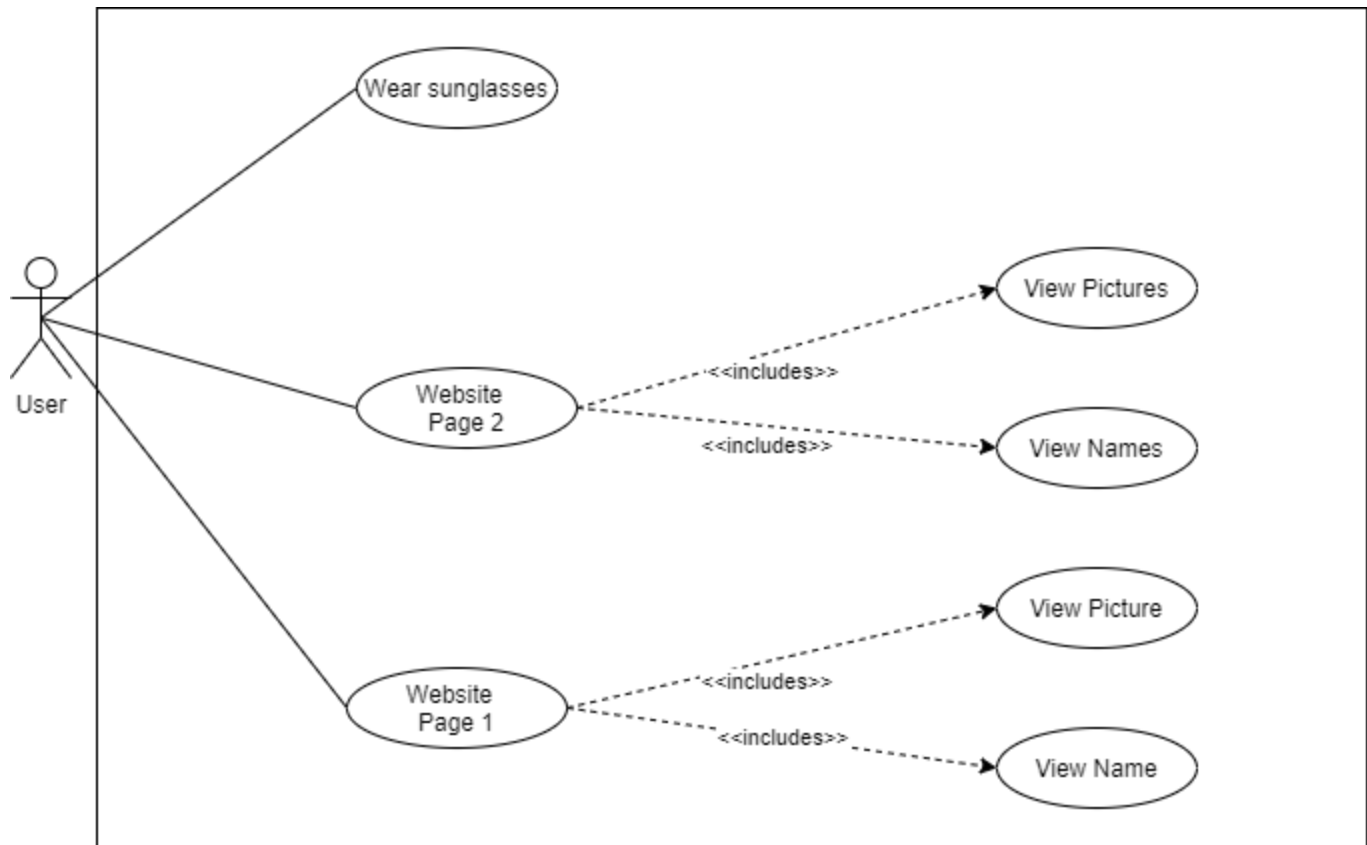 Wear sunglasses
View Pictures
<<includes>>
User
Website
Page 2
<<includes>>
View Names
View Picture
<<includes>>
Website
Page 1
<<includes>>
View Name